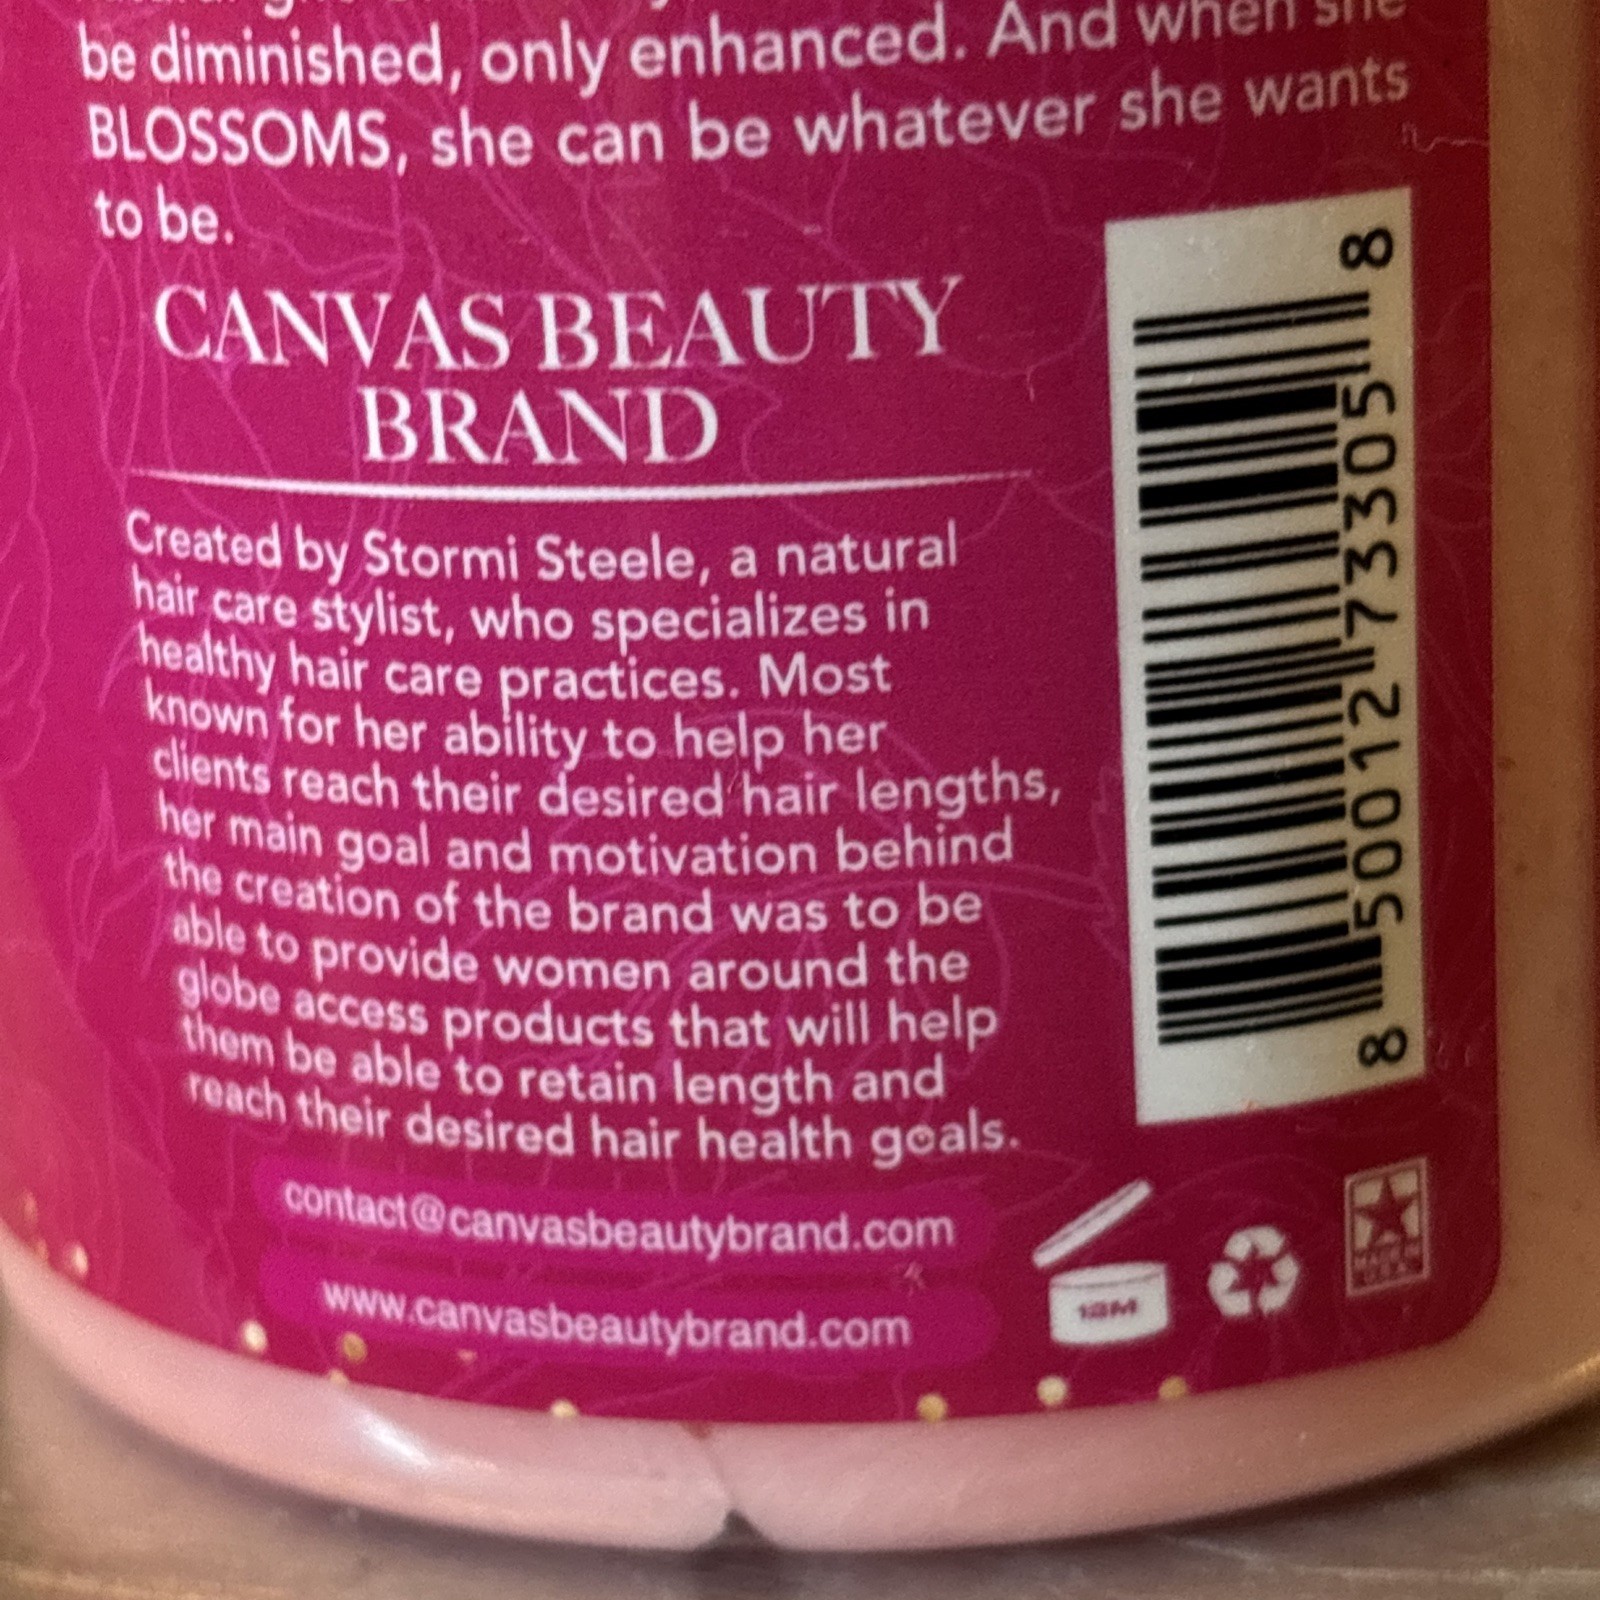 be diminished, only enhanced. And when she
BLOSSOMS, she can be whatever she wants
to be.
CANVAS BEAUTY
BRAND
Created by Stormi Steele, a natural
hair care stylist, who specializes in
healthy hair care practices. Most
known for her ability to help her
clients reach their desired hair lengths,
her main goal and motivation behind
the creation of the brand was to be
able to provide women around the
globe access products that will help
them be able to retain length and
reach their desired hair health goals.
contact@canvasbeautybrand.com
www.canvasbeautybrand.com
8 50012 73305 8
18M
MADE IN
U.S.A.